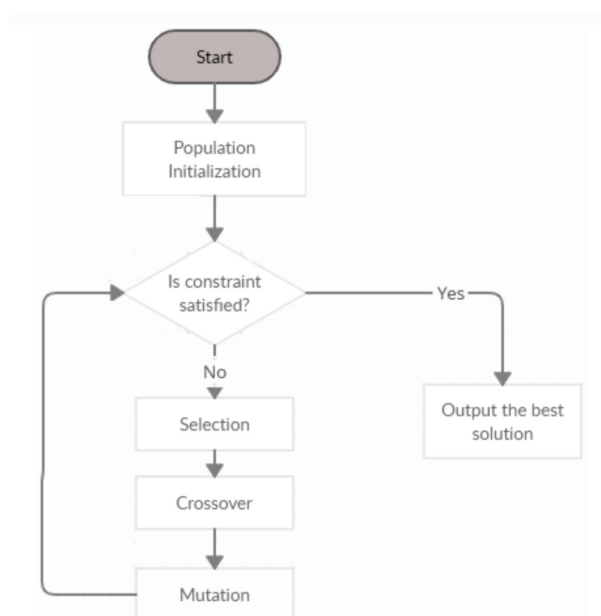 Start
Population
Initialization
Is constraint
satisfied?
Yes
No
Output the best
solution
Selection
Crossover
Mutation